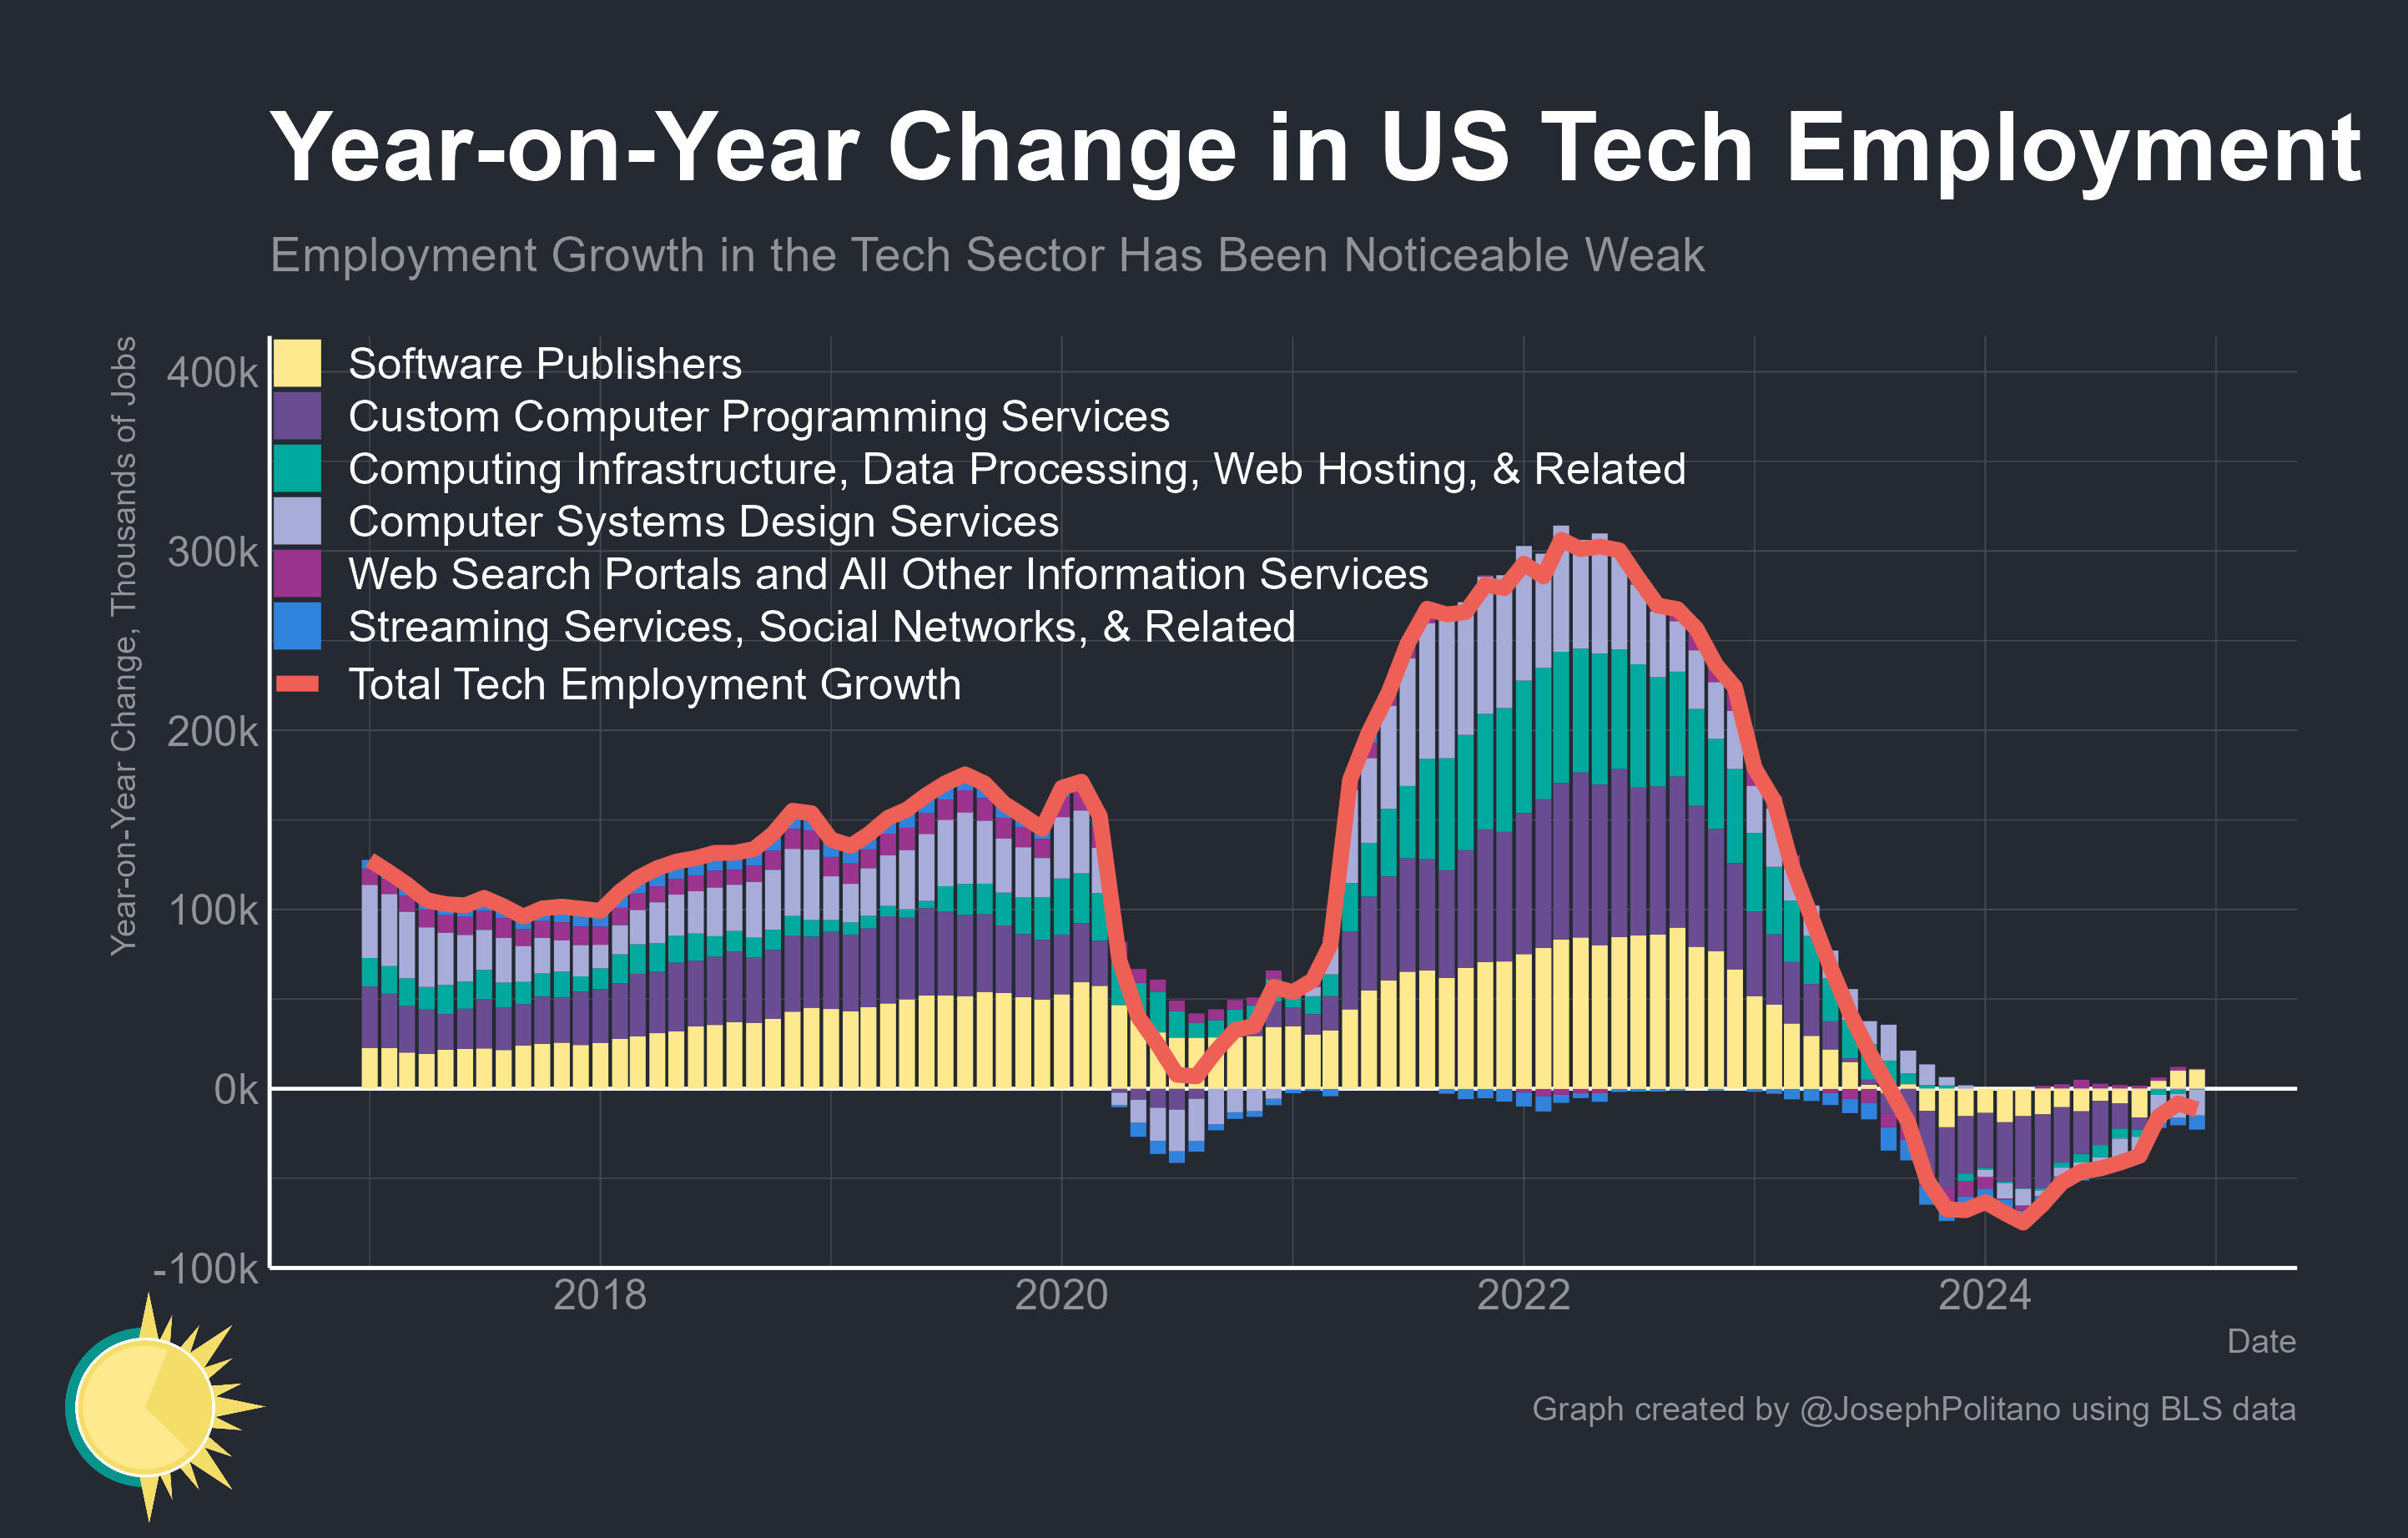 Year-on-Year Change in US Tech Employment
Employment Growth in the Tech Sector Has Been Noticeable Weak
Year-on-Year Change, Thousands of Jobs
400k
300k
200k
100k
0k
-100k
Software Publishers
Custom Computer Programming Services
Computing Infrastructure, Data Processing, Web Hosting, & Related
Computer Systems Design Services
Web Search Portals and All Other Information Services
Streaming Services, Social Networks, & Related
Total Tech Employment Growth
2018
2020
2022
2024
Date
Graph created by @JosephPolitano using BLS data